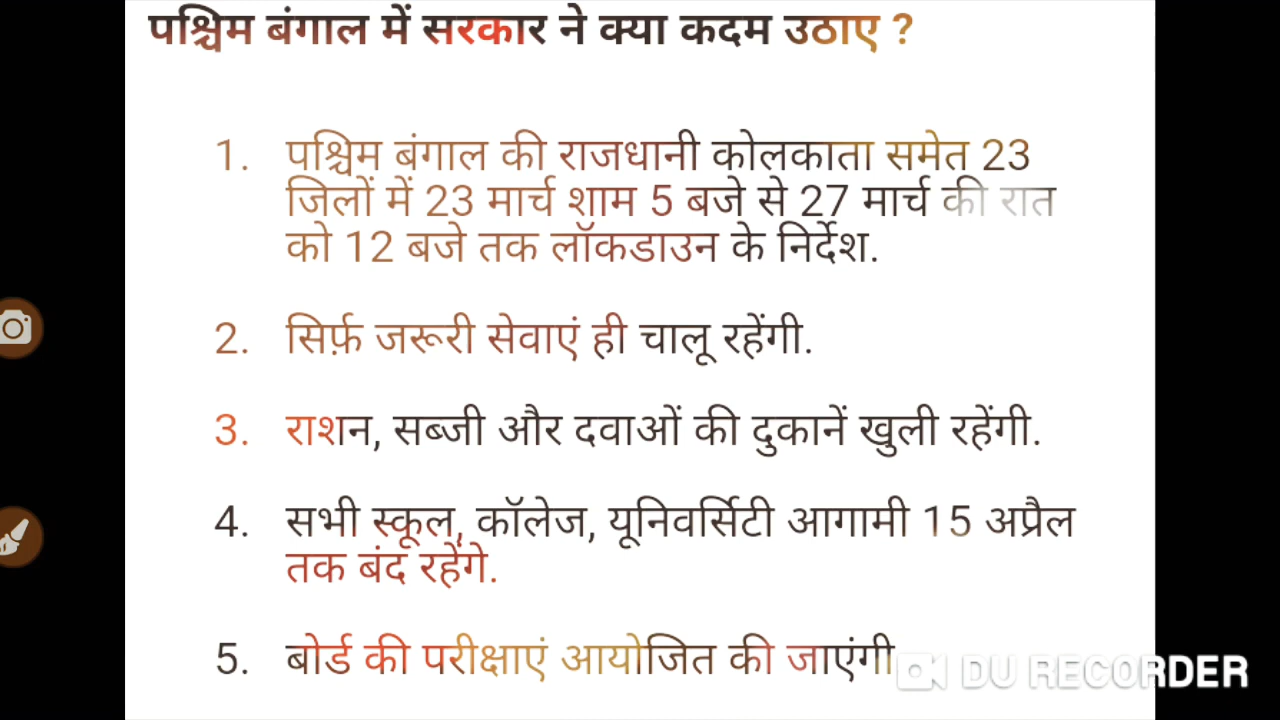 पश्चिम बंगाल में सरकार ने क्या कदम उठाए ?
1. पश्चिम बंगाल की राजधानी कोलकाता समेत 23
जिलों में 23 मार्च शाम 5 बजे से 27 मार्च की रात
को 12 बजे तक लॉकडाउन के निर्देश.
2. सिर्फ़ जरूरी सेवाएं ही चालू रहेंगी.
3. राशन, सब्जी और दवाओं की दुकानें खुली रहेंगी.
4. सभी स्कूल, कॉलेज, यूनिवर्सिटी आगामी 15 अप्रैल
तक बंद रहेंगे.
5. बोर्ड की परीक्षाएं आयोजित की जाएंगी
DU RECORDER